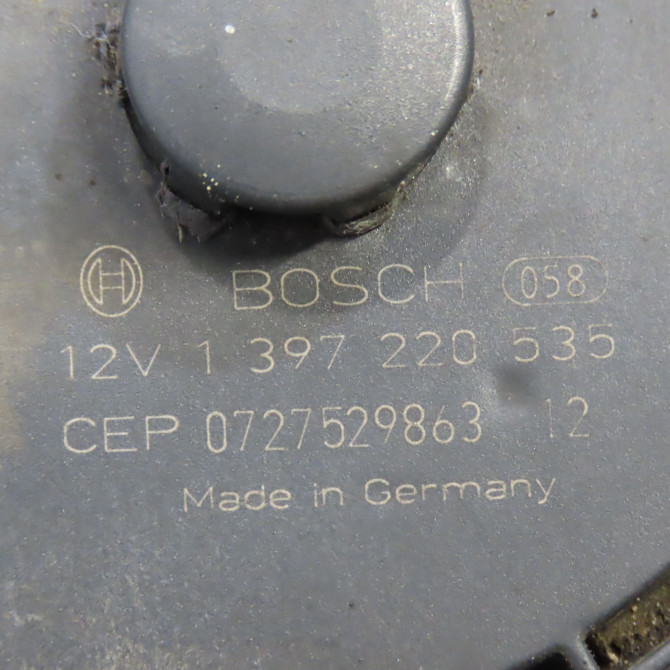 BOSCH 058
12V 1 397 220 535
CEP 0727529863 12
Made in Germany